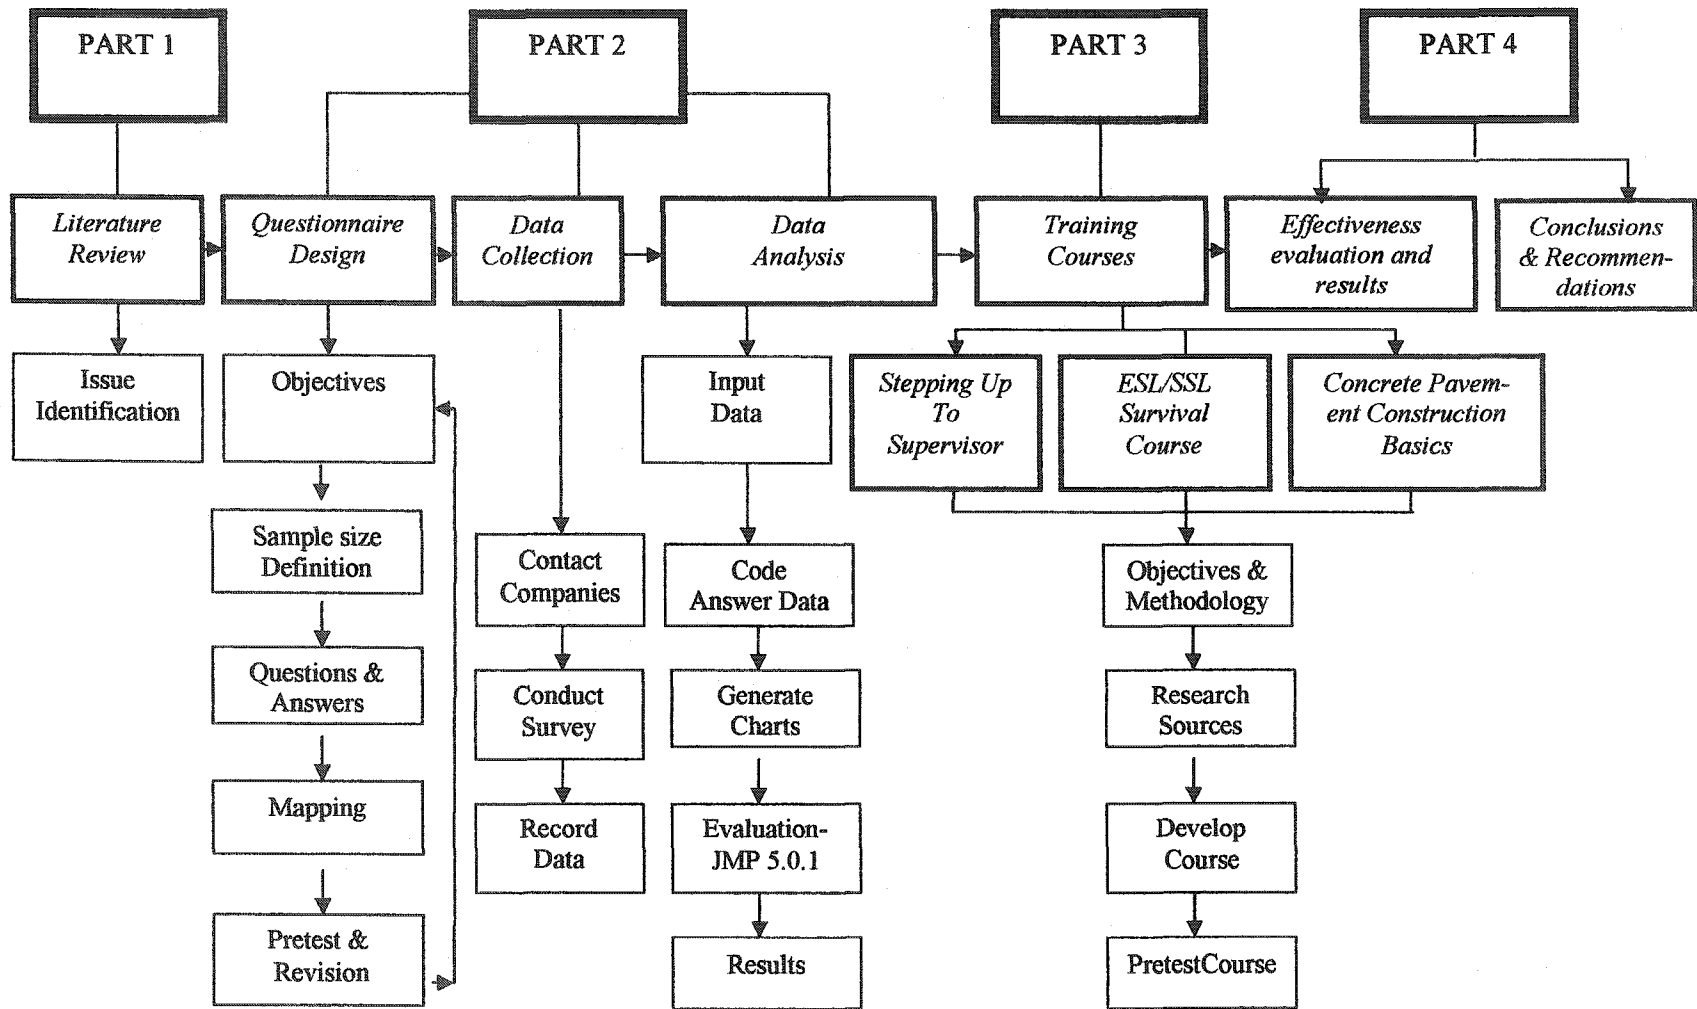 PART 1
PART 2
PART 3
PART 4
Literature
Review
Questionnaire
Design
Data
Collection
Data
Analysis
Training
Courses
Effectiveness
evaluation and
results
Conclusions
& Recommen-
dations
Issue
Identification
Objectives
Input
Data
Stepping Up
To
Supervisor
ESL/SSL
Survival
Course
Concrete Pavem-
ent Construction
Basics
Sample size
Definition
Contact
Companies
Code
Answer Data
Objectives &
Methodology
Questions &
Answers
Conduct
Survey
Generate
Charts
Research
Sources
Mapping
Record
Data
Evaluation-
JMP 5.0.1
Develop
Course
Pretest &
Revision
Results
PretestCourse